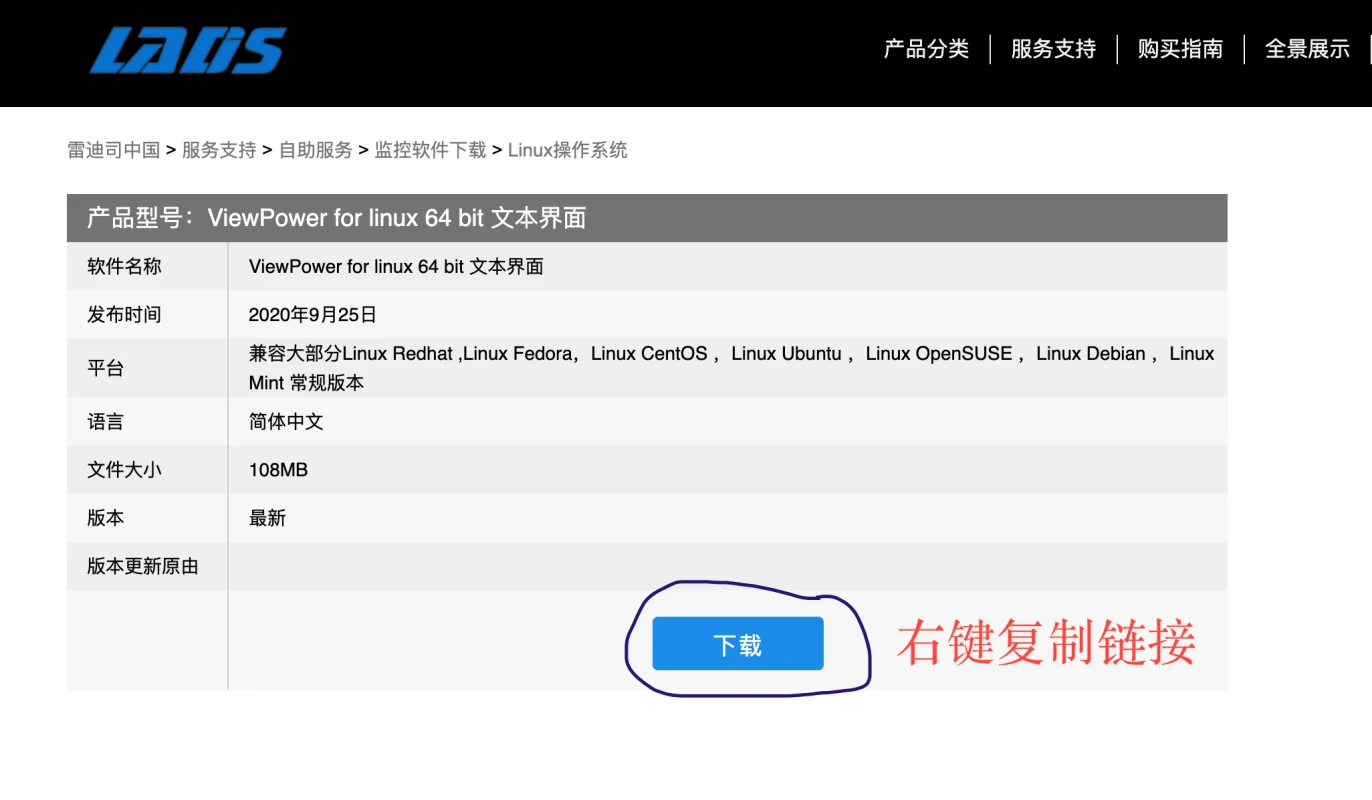 LADIS
产品分类 | 服务支持 | 购买指南 | 全景展示 |
雷迪司中国 > 服务支持 > 自助服务 > 监控软件下载 > Linux操作系统
产品型号：ViewPower for linux 64 bit 文本界面
软件名称 ViewPower for linux 64 bit 文本界面
发布时间 2020年9月25日
平台 兼容大部分Linux Redhat ,Linux Fedora，Linux CentOS ，Linux Ubuntu ，Linux OpenSUSE ，Linux Debian ，Linux
Mint 常规版本
语言 简体中文
文件大小 108MB
版本 最新
版本更新原由
下载
右键复制链接